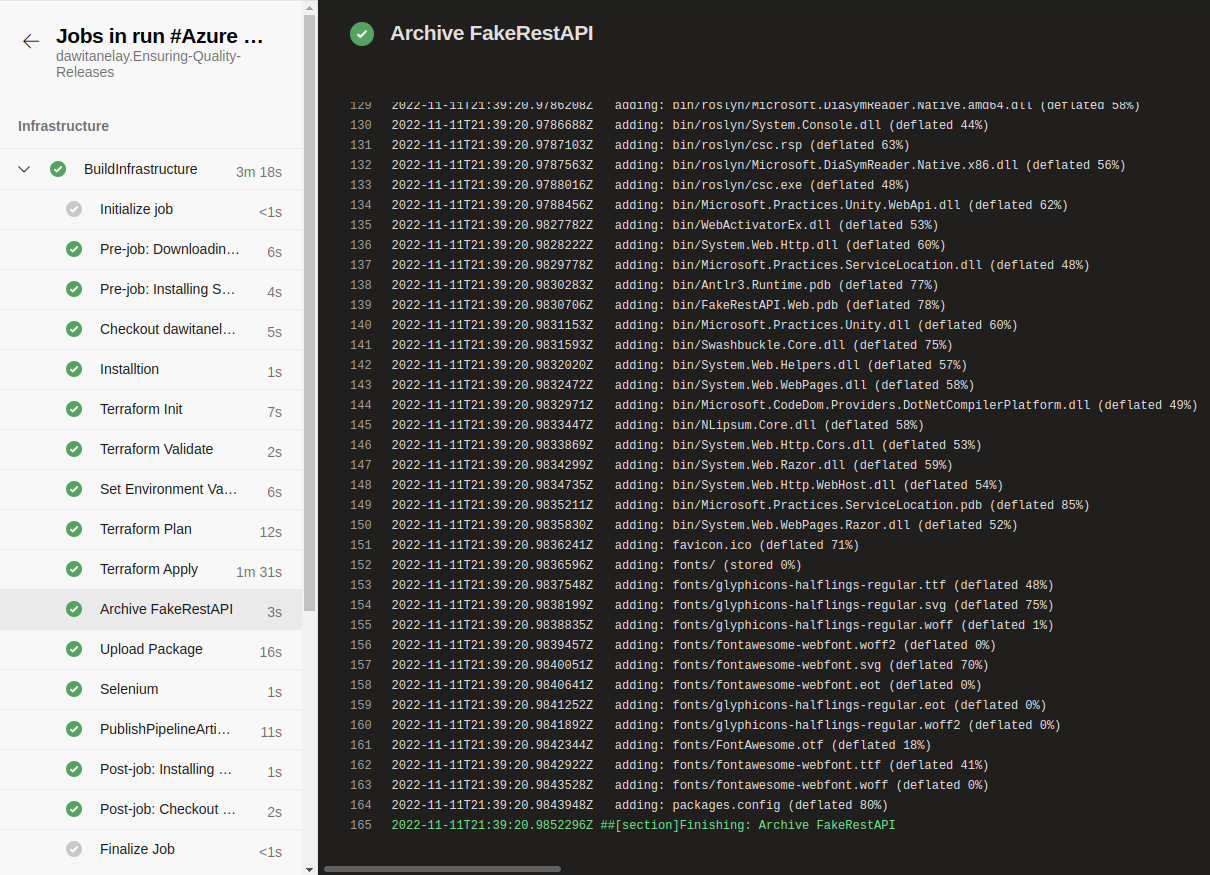 Jobs in run #Azure …
dawitanelay.Ensuring-Quality-
Releases
Infrastructure
BuildInfrastructure 3m 18s
Initialize job <1s
Pre-job: Downloadin… 6s
Pre-job: Installing S… 4s
Checkout dawitanel… 5s
Installtion 1s
Terraform Init 7s
Terraform Validate 2s
Set Environment Va… 6s
Terraform Plan 12s
Terraform Apply 1m 31s
Archive FakeRestAPI 3s
Upload Package 16s
Selenium 1s
PublishPipelineArti… 11s
Post-job: Installing … 1s
Post-job: Checkout … 2s
Finalize Job <1s
Archive FakeRestAPI
129 2022-11-11T21:39:20.9786208Z adding: bin/roslyn/Microsoft.DiaSymReader.Native.amd64.dll (deflated 58%)
130 2022-11-11T21:39:20.9786688Z adding: bin/roslyn/System.Console.dll (deflated 44%)
131 2022-11-11T21:39:20.9787103Z adding: bin/roslyn/csc.rsp (deflated 63%)
132 2022-11-11T21:39:20.9787563Z adding: bin/roslyn/Microsoft.DiaSymReader.Native.x86.dll (deflated 56%)
133 2022-11-11T21:39:20.9788016Z adding: bin/roslyn/csc.exe (deflated 48%)
134 2022-11-11T21:39:20.9788456Z adding: bin/Microsoft.Practices.Unity.WebApi.dll (deflated 62%)
135 2022-11-11T21:39:20.9827782Z adding: bin/WebActivatorEx.dll (deflated 53%)
136 2022-11-11T21:39:20.9828222Z adding: bin/System.Web.Http.dll (deflated 60%)
137 2022-11-11T21:39:20.9829778Z adding: bin/Microsoft.Practices.ServiceLocation.dll (deflated 48%)
138 2022-11-11T21:39:20.9830283Z adding: bin/Antlr3.Runtime.pdb (deflated 77%)
139 2022-11-11T21:39:20.9830706Z adding: bin/FakeRestAPI.Web.pdb (deflated 78%)
140 2022-11-11T21:39:20.9831153Z adding: bin/Microsoft.Practices.Unity.dll (deflated 60%)
141 2022-11-11T21:39:20.9831593Z adding: bin/Swashbuckle.Core.dll (deflated 75%)
142 2022-11-11T21:39:20.9832020Z adding: bin/System.Web.Helpers.dll (deflated 57%)
143 2022-11-11T21:39:20.9832472Z adding: bin/System.Web.WebPages.dll (deflated 58%)
144 2022-11-11T21:39:20.9832971Z adding: bin/Microsoft.CodeDom.Providers.DotNetCompilerPlatform.dll (deflated 49%)
145 2022-11-11T21:39:20.9833447Z adding: bin/NLipsum.Core.dll (deflated 58%)
146 2022-11-11T21:39:20.9833869Z adding: bin/System.Web.Http.Cors.dll (deflated 53%)
147 2022-11-11T21:39:20.9834299Z adding: bin/System.Web.Razor.dll (deflated 59%)
148 2022-11-11T21:39:20.9834735Z adding: bin/System.Web.Http.WebHost.dll (deflated 54%)
149 2022-11-11T21:39:20.9835211Z adding: bin/Microsoft.Practices.ServiceLocation.pdb (deflated 85%)
150 2022-11-11T21:39:20.9835830Z adding: bin/System.Web.WebPages.Razor.dll (deflated 52%)
151 2022-11-11T21:39:20.9836241Z adding: favicon.ico (deflated 71%)
152 2022-11-11T21:39:20.9836596Z adding: fonts/ (stored 0%)
153 2022-11-11T21:39:20.9837548Z adding: fonts/glyphicons-halflings-regular.ttf (deflated 48%)
154 2022-11-11T21:39:20.9838199Z adding: fonts/glyphicons-halflings-regular.svg (deflated 75%)
155 2022-11-11T21:39:20.9838835Z adding: fonts/glyphicons-halflings-regular.woff (deflated 1%)
156 2022-11-11T21:39:20.9839457Z adding: fonts/fontawesome-webfont.woff2 (deflated 0%)
157 2022-11-11T21:39:20.9840051Z adding: fonts/fontawesome-webfont.svg (deflated 70%)
158 2022-11-11T21:39:20.9840641Z adding: fonts/fontawesome-webfont.eot (deflated 0%)
159 2022-11-11T21:39:20.9841252Z adding: fonts/glyphicons-halflings-regular.eot (deflated 0%)
160 2022-11-11T21:39:20.9841892Z adding: fonts/glyphicons-halflings-regular.woff2 (deflated 0%)
161 2022-11-11T21:39:20.9842344Z adding: fonts/FontAwesome.otf (deflated 18%)
162 2022-11-11T21:39:20.9842922Z adding: fonts/fontawesome-webfont.ttf (deflated 41%)
163 2022-11-11T21:39:20.9843528Z adding: fonts/fontawesome-webfont.woff (deflated 0%)
164 2022-11-11T21:39:20.9843948Z adding: packages.config (deflated 80%)
165 2022-11-11T21:39:20.9852296Z ##[section]Finishing: Archive FakeRestAPI